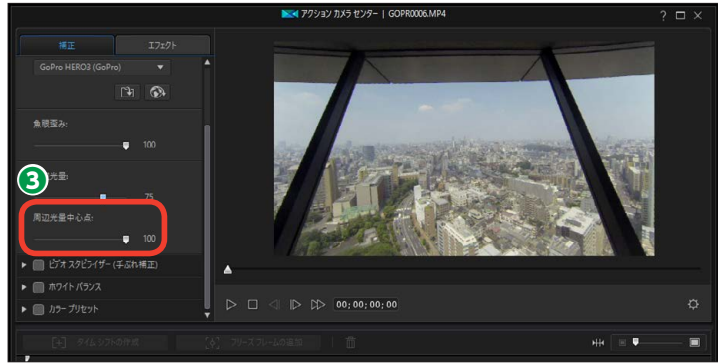 アクション カメラ センター | GOPR0006.MP4
?
補正 エフェクト
GoPro HERO3 (GoPro)
魚眼歪み:
100
光量:
75
3
周辺光量中心点:
100
ビデオ スタビライザー (手ぶれ補正)
ホワイト バランス
カラー プリセット
00;00;00;00
タイム シフトの作成 フリーズ フレームの追加